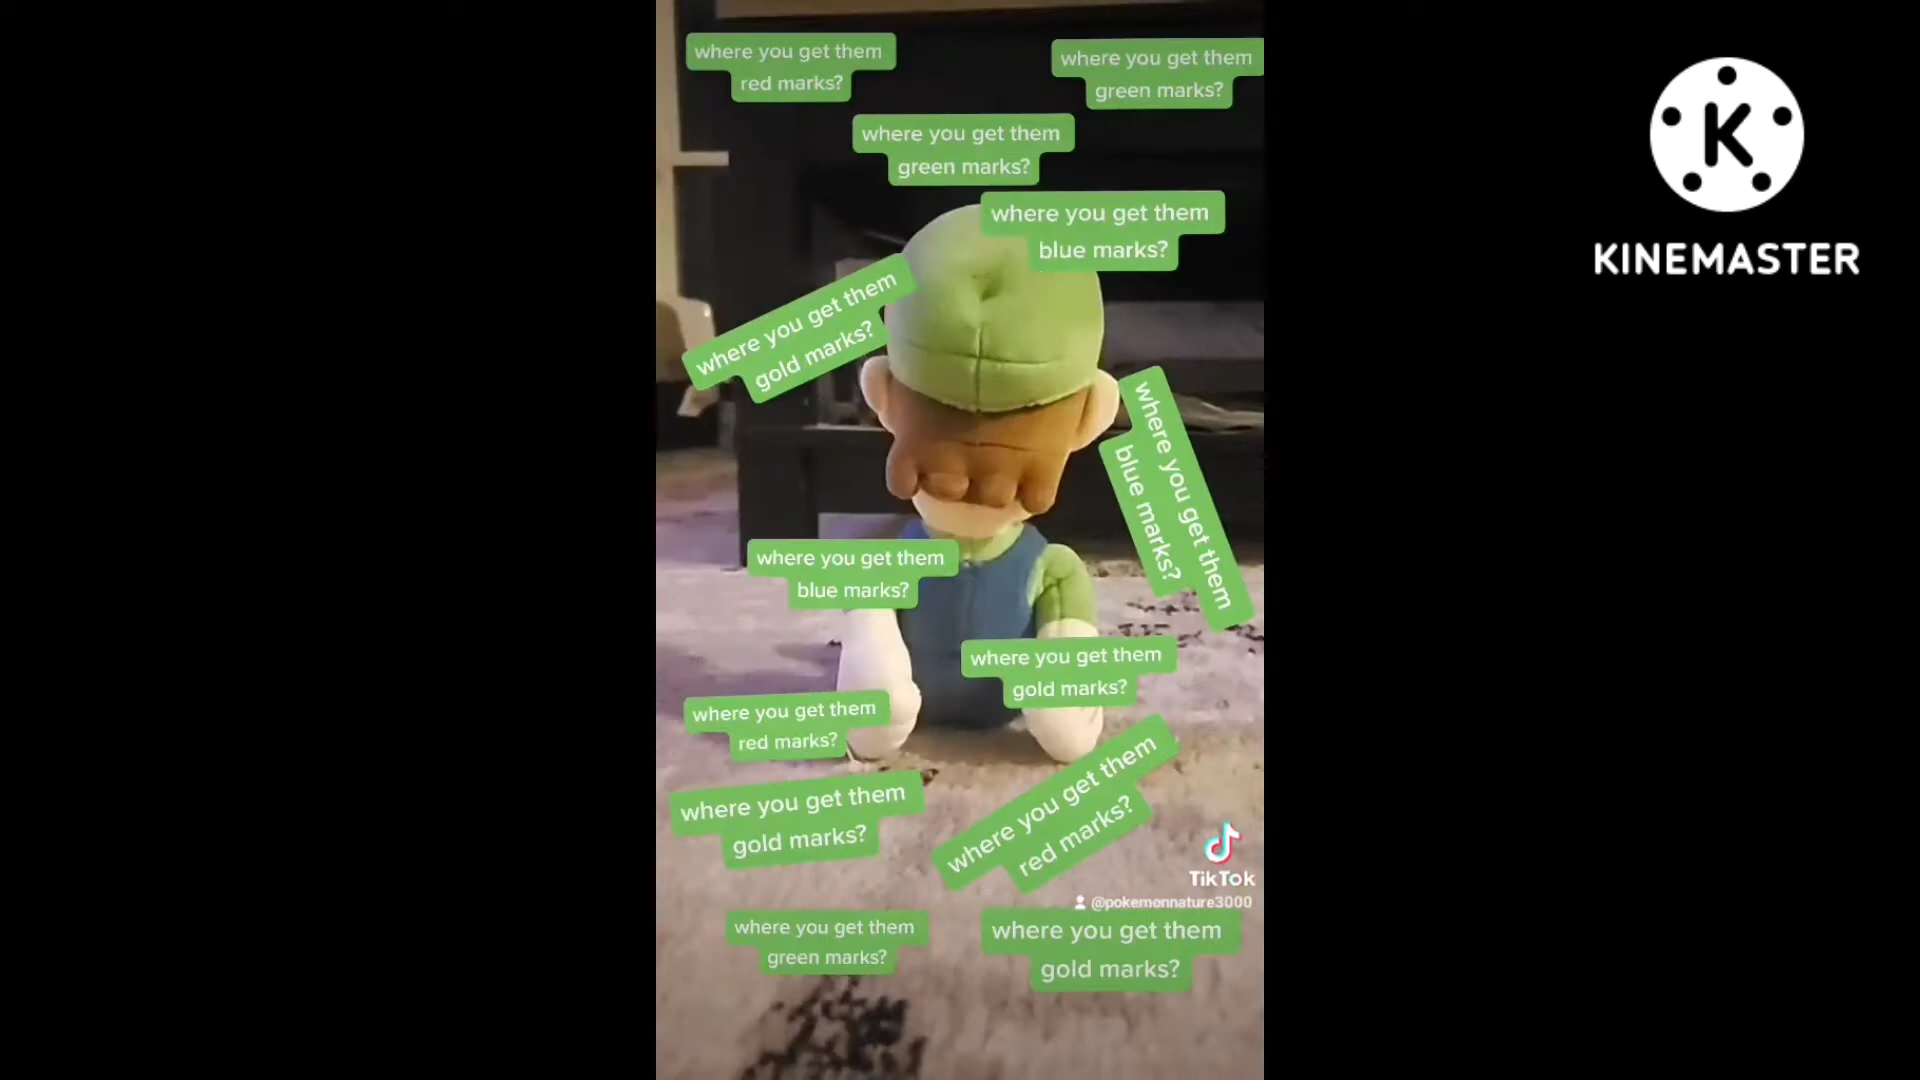 where you get them
red marks?
where you get them
green marks?
where you get them
green marks?
where you get them
blue marks?
where you get them
gold marks?
where you get them
blue marks?
where you get them
blue marks?
where you get them
gold marks?
where you get them
red marks?
where you get them
red marks?
where you get them
gold marks?
TikTok
@pokemonnature3000
where you get them
green marks?
where you get them
gold marks?
K
KINEMASTER